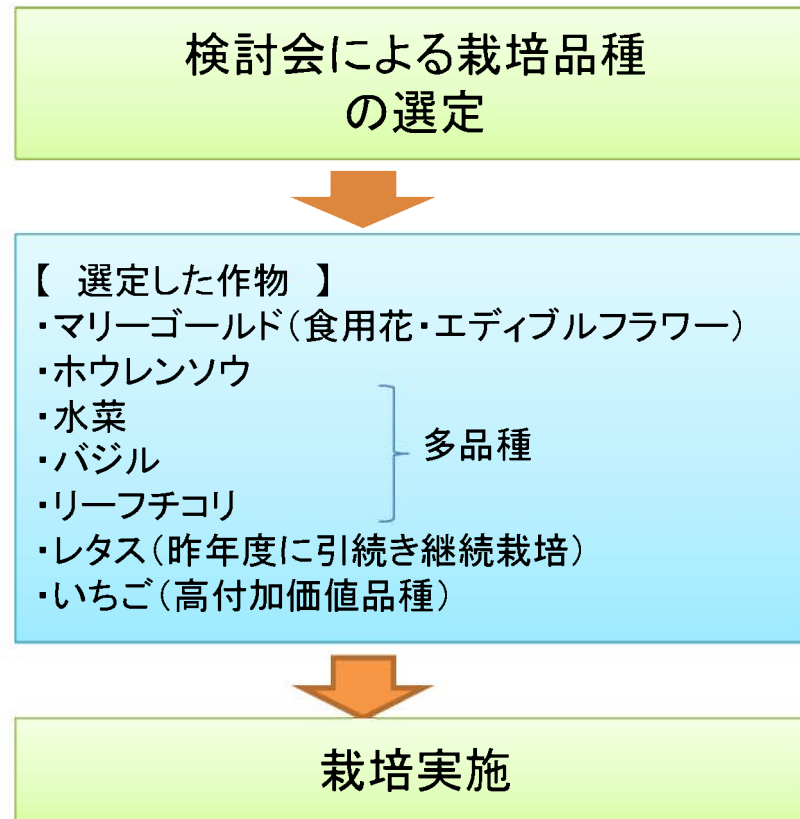 検討会による栽培品種
の選定
【 選定した作物 】
・マリーゴールド（食用花・エディブルフラワー）
・ホウレンソウ
・水菜
・バジル
・リーフチコリ
多品種
・レタス（昨年度に引続き継続栽培）
・いちご（高付加価値品種）
栽培実施